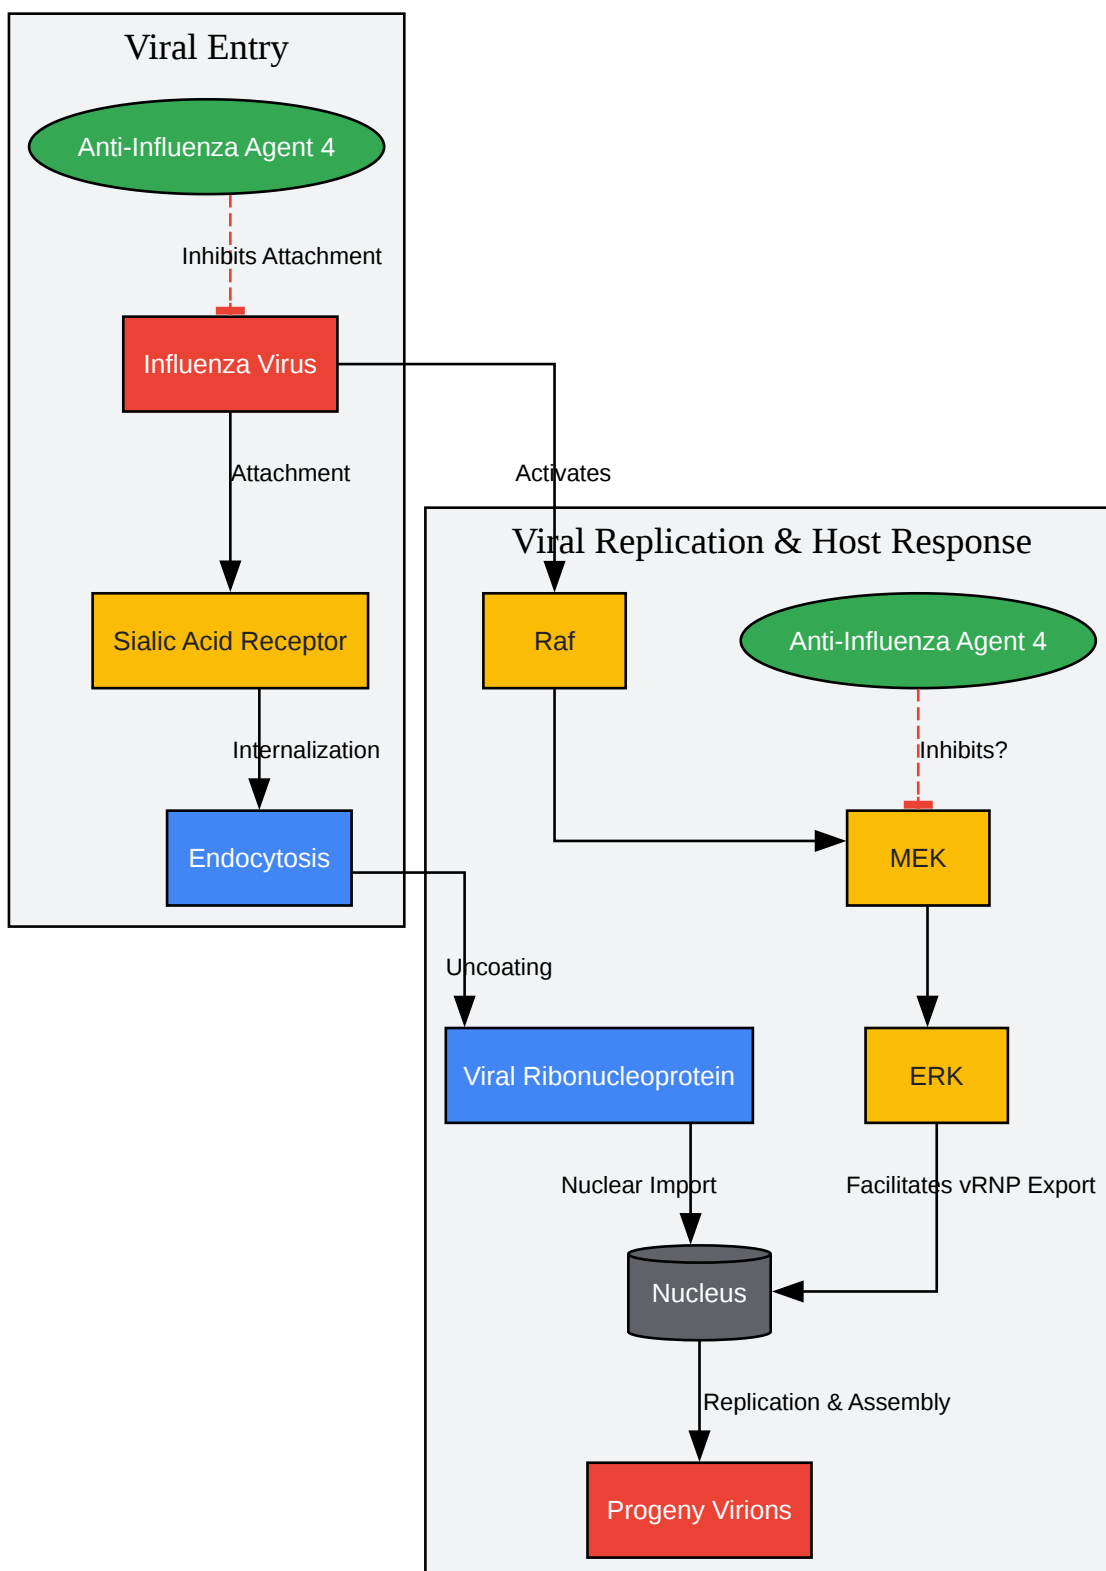 Viral Entry
Anti-Influenza Agent 4
Inhibits Attachment
Influenza Virus
Attachment
Activates
Viral Replication & Host Response
Sialic Acid Receptor
Raf
Anti-Influenza Agent 4
Internalization
Inhibits?
Endocytosis
MEK
Uncoating
Viral Ribonucleoprotein
ERK
Nuclear Import
Facilitates vRNP Export
Nucleus
Replication & Assembly
Progeny Virions